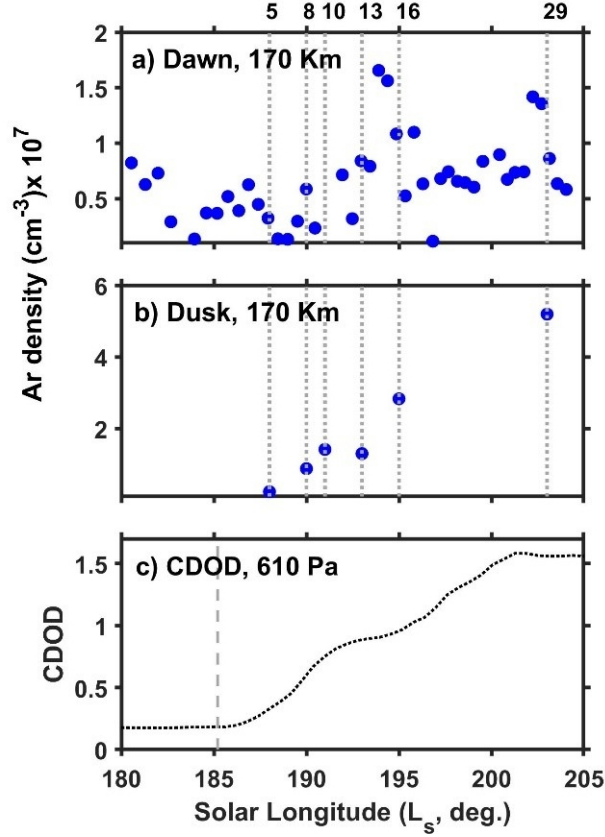 5 8 10 13 16 29
a) Dawn, 170 Km
2
1.5
1
0.5
Ar density (cm⁻³)x 10⁷
b) Dusk, 170 Km
6
4
2
c) CDOD, 610 Pa
1.5
1
0.5
0
CDOD
180 185 190 195 200 205
Solar Longitude (Lₛ, deg.)